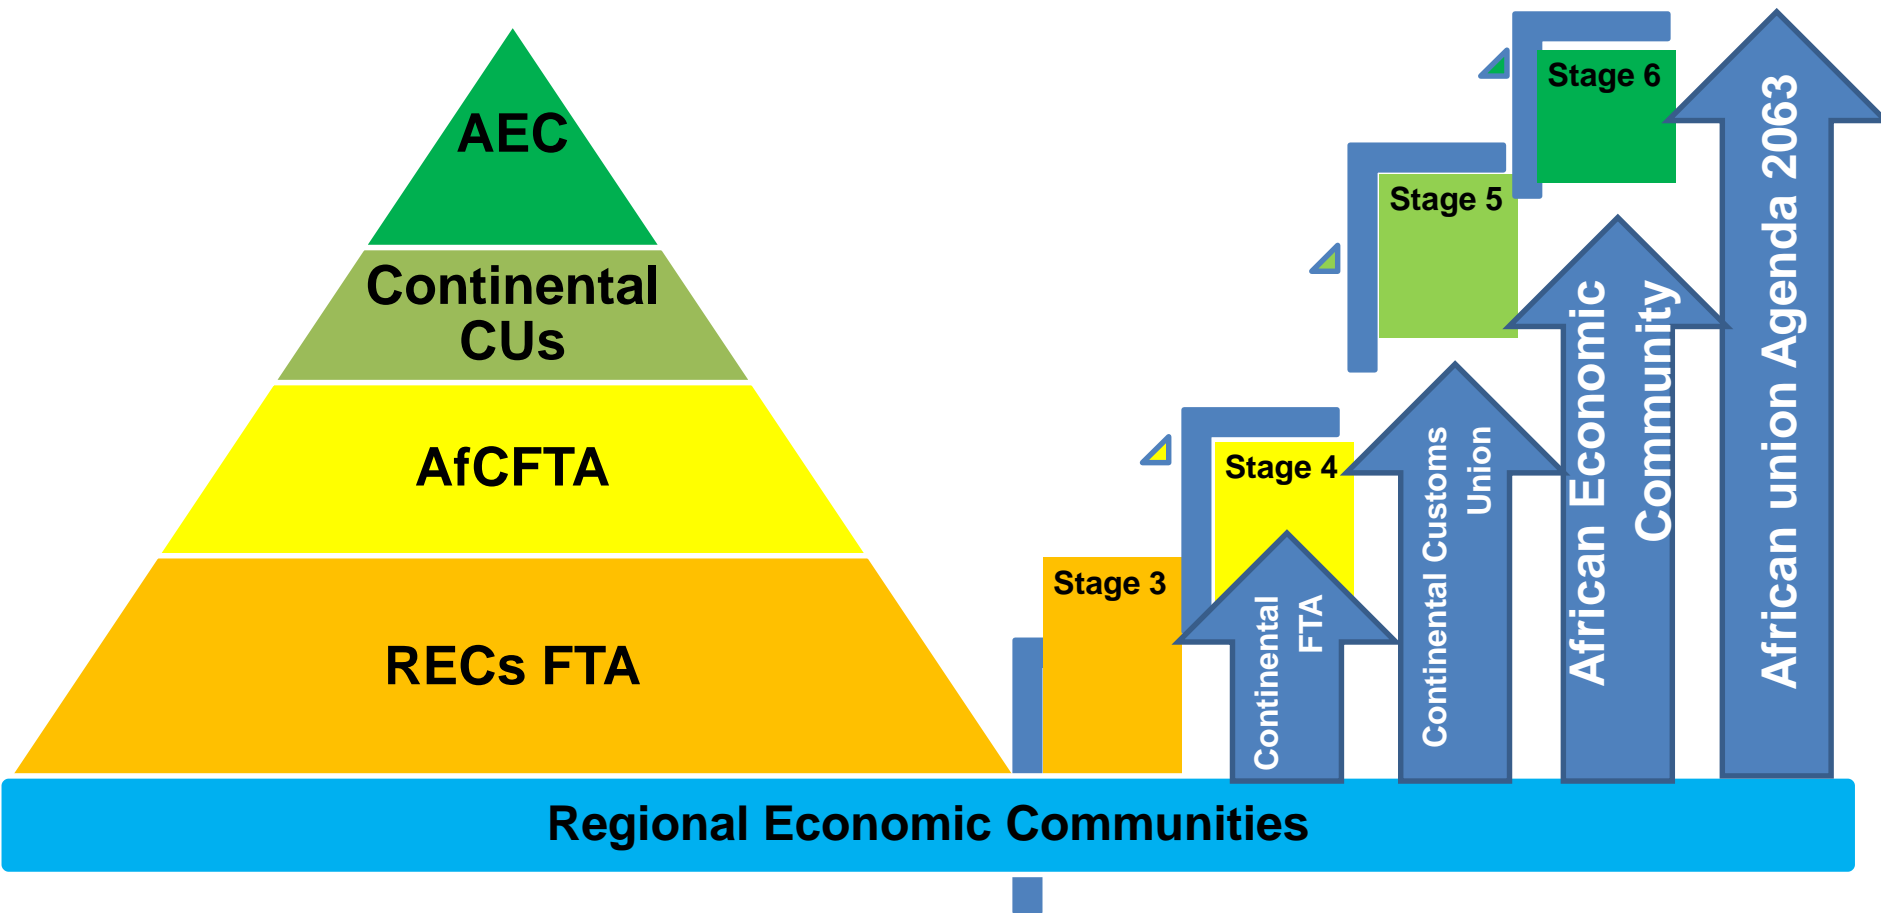 AEC
Continental
CUs
AfCFTA
RECs FTA
Stage 3
Stage 4
Stage 5
Stage 6
Continental
FTA
Continental Customs
Union
African Economic
Community
African union Agenda 2063
Regional Economic Communities